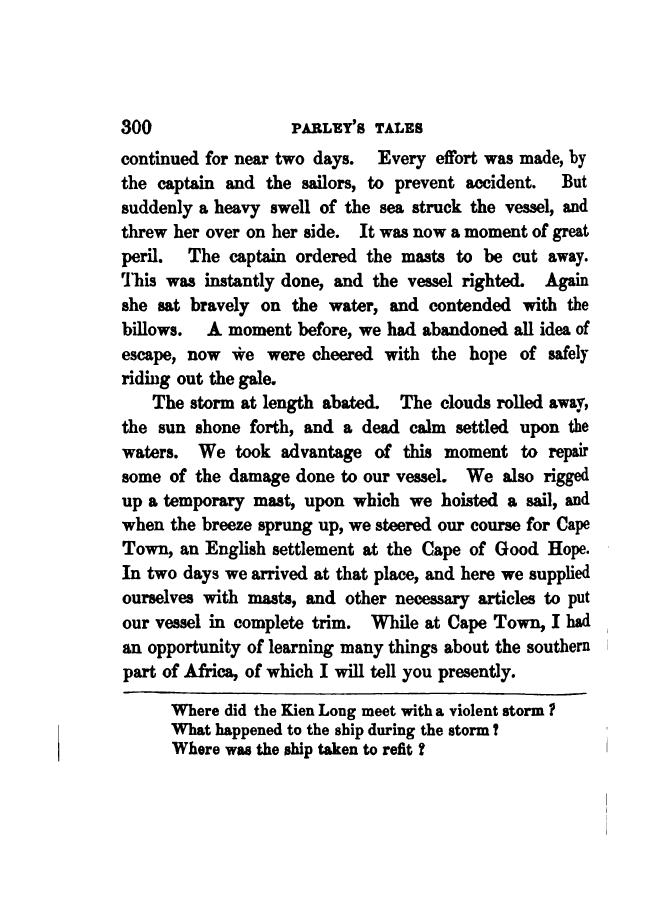 300 PARLEY'S TALES
continued for near two days. Every effort was made, by
the captain and the sailors, to prevent accident. But
suddenly a heavy swell of the sea struck the vessel, and
threw her over on her side. It was now a moment of great
peril. The captain ordered the masts to be cut away.
This was instantly done, and the vessel righted. Again
she sat bravely on the water, and contended with the
billows. A moment before, we had abandoned all idea of
escape, now we were cheered with the hope of safely
riding out the gale.
The storm at length abated. The clouds rolled away,
the sun shone forth, and a dead calm settled upon the
waters. We took advantage of this moment to repair
some of the damage done to our vessel. We also rigged
up a temporary mast, upon which we hoisted a sail, and
when the breeze sprung up, we steered our course for Cape
Town, an English settlement at the Cape of Good Hope.
In two days we arrived at that place, and here we supplied
ourselves with masts, and other necessary articles to put
our vessel in complete trim. While at Cape Town, I had
an opportunity of learning many things about the southern
part of Africa, of which I will tell you presently.
Where did the Kien Long meet with a violent storm?
What happened to the ship during the storm?
Where was the ship taken to refit?